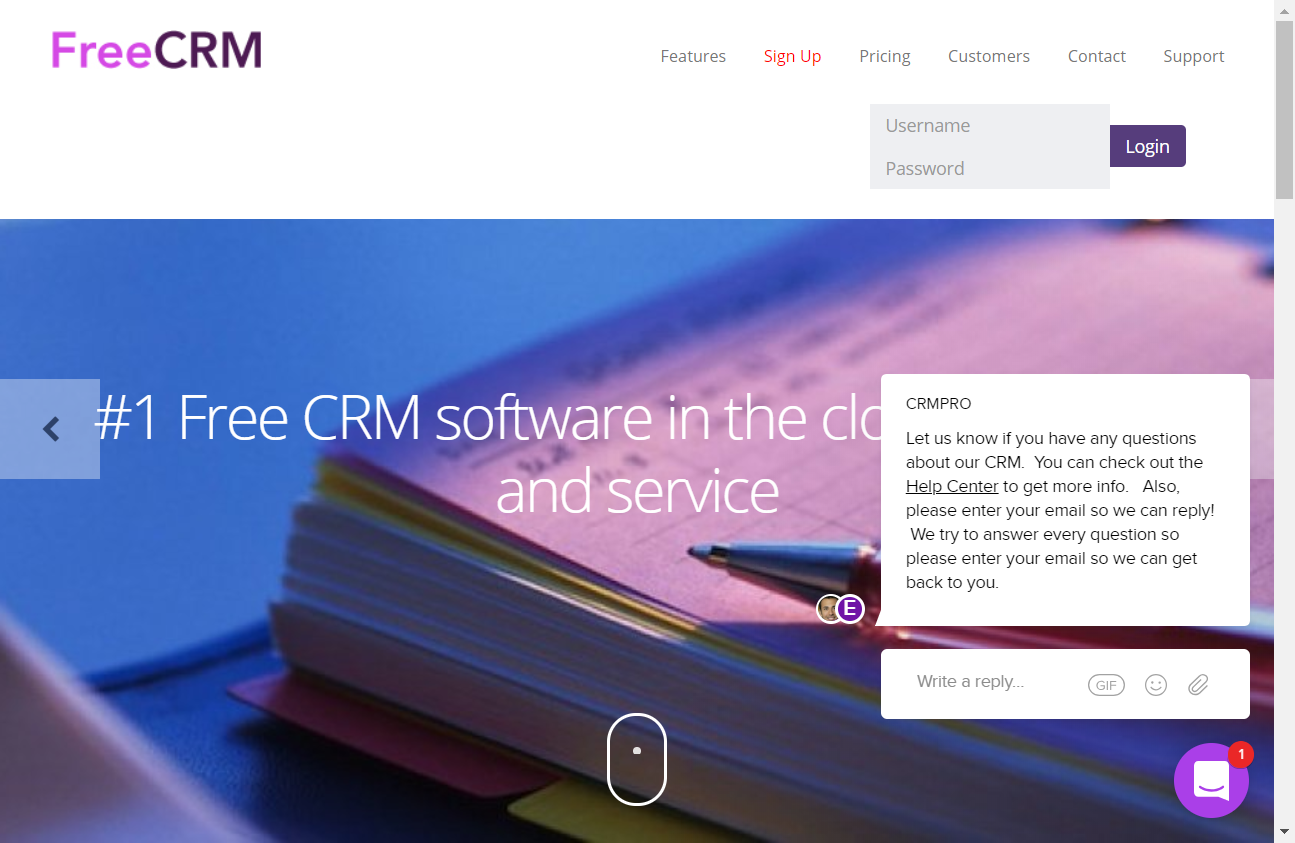 FreeCRM
Features Sign Up Pricing Customers Contact Support
Username
Login
Password
#1 Free CRM software in the
and service
CRMPRO
Let us know if you have any questions
about our CRM. You can check out the
Help Center to get more info. Also,
please enter your email so we can reply!
We try to answer every question so
please enter your email so we can get
back to you.
E
Write a reply...
GIF
1